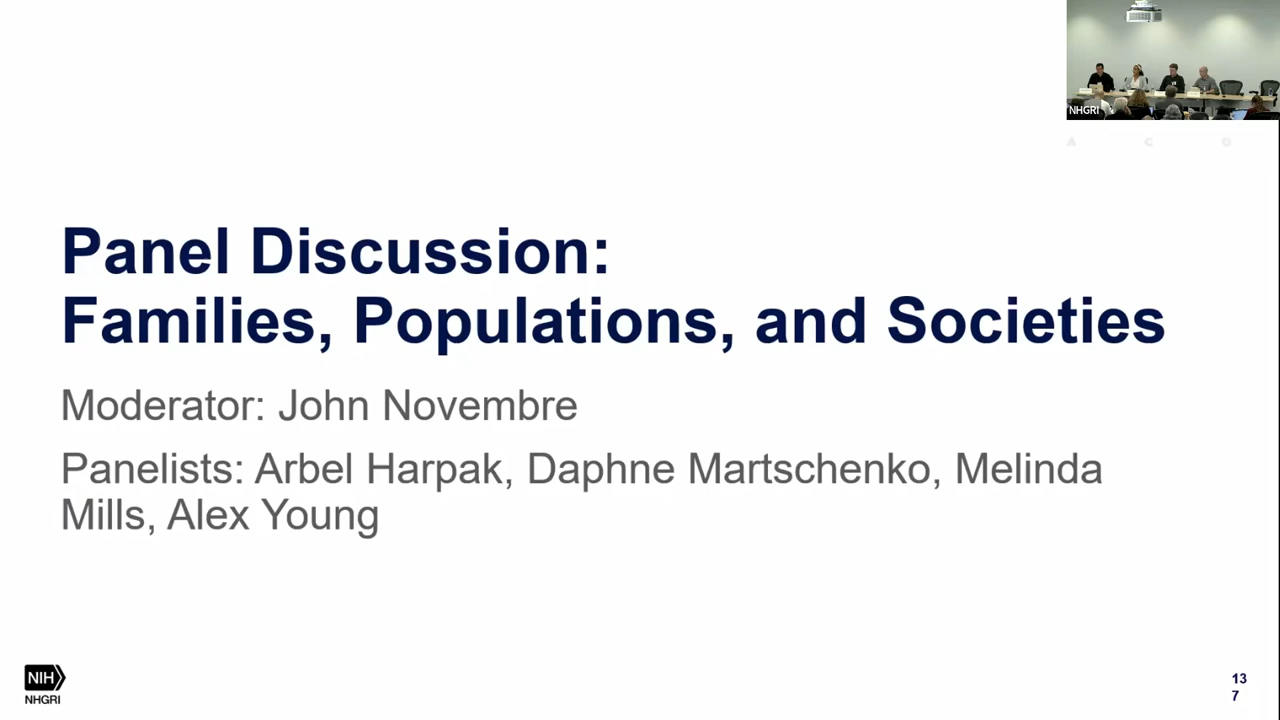 NHGRI
A C O
Panel Discussion:
Families, Populations, and Societies
Moderator: John Novembre
Panelists: Arbel Harpak, Daphne Martschenko, Melinda
Mills, Alex Young
NIH
NHGRI
13
7